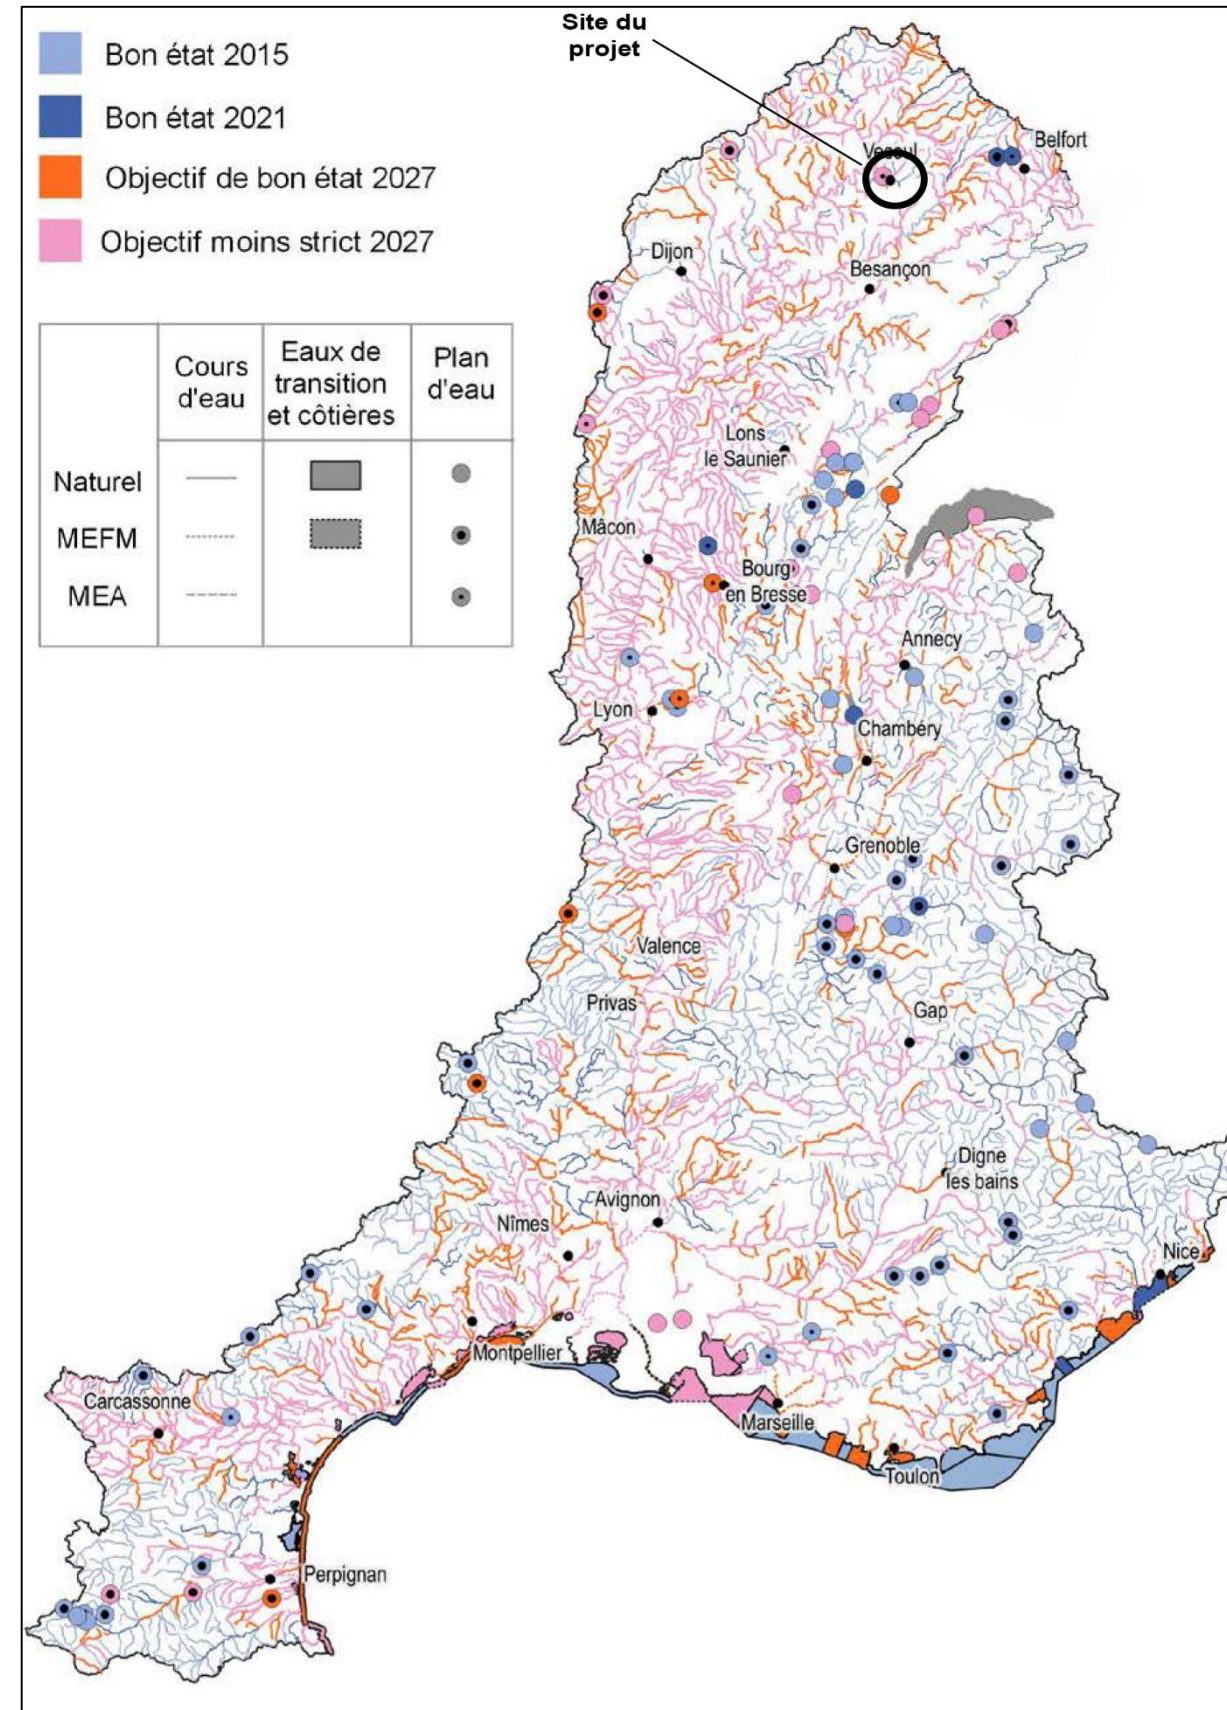 Site du
projet
Bon état 2015
Bon état 2021
Objectif de bon état 2027
Objectif moins strict 2027
Cours
d'eau
Eaux de
transition
et côtières
Plan
d'eau
Naturel
MEFM
MEA
Vesoul
Belfort
Dijon
Besançon
Lons
le Saunier
Mâcon
Bourg
en Bresse
Annecy
Lyon
Chambéry
Grenoble
Valence
Privas
Gap
Digne
les bains
Avignon
Nîmes
Nice
Montpellier
Carcassonne
Marseille
Toulon
Perpignan